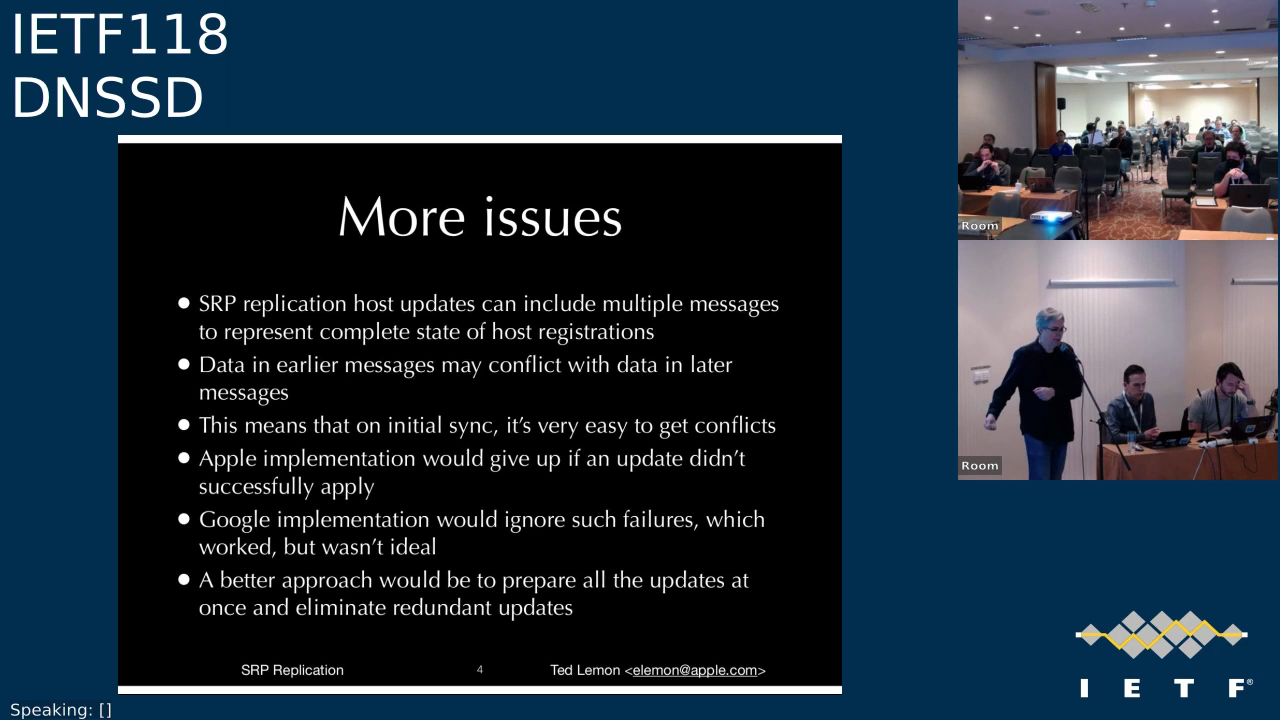 IETF118
DNSSD
More issues
● SRP replication host updates can include multiple messages
to represent complete state of host registrations
● Data in earlier messages may conflict with data in later
messages
● This means that on initial sync, it’s very easy to get conflicts
● Apple implementation would give up if an update didn’t
successfully apply
● Google implementation would ignore such failures, which
worked, but wasn’t ideal
● A better approach would be to prepare all the updates at
once and eliminate redundant updates
SRP Replication 4 Ted Lemon <elemon@apple.com>
Room
Room
I E T F®
Speaking: []